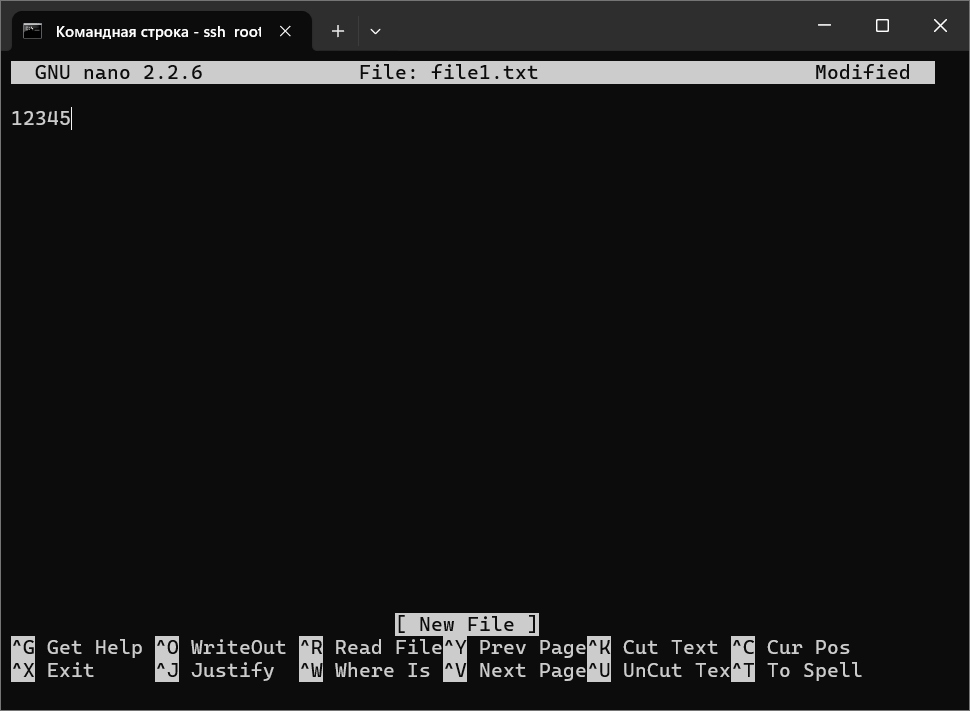 Командная строка - ssh root
GNU nano 2.2.6 File: file1.txt Modified
12345
[ New File ]
^G Get Help ^O WriteOut ^R Read File ^Y Prev Page ^K Cut Text ^C Cur Pos
^X Exit ^J Justify ^W Where Is ^V Next Page ^U UnCut Tex ^T To Spell